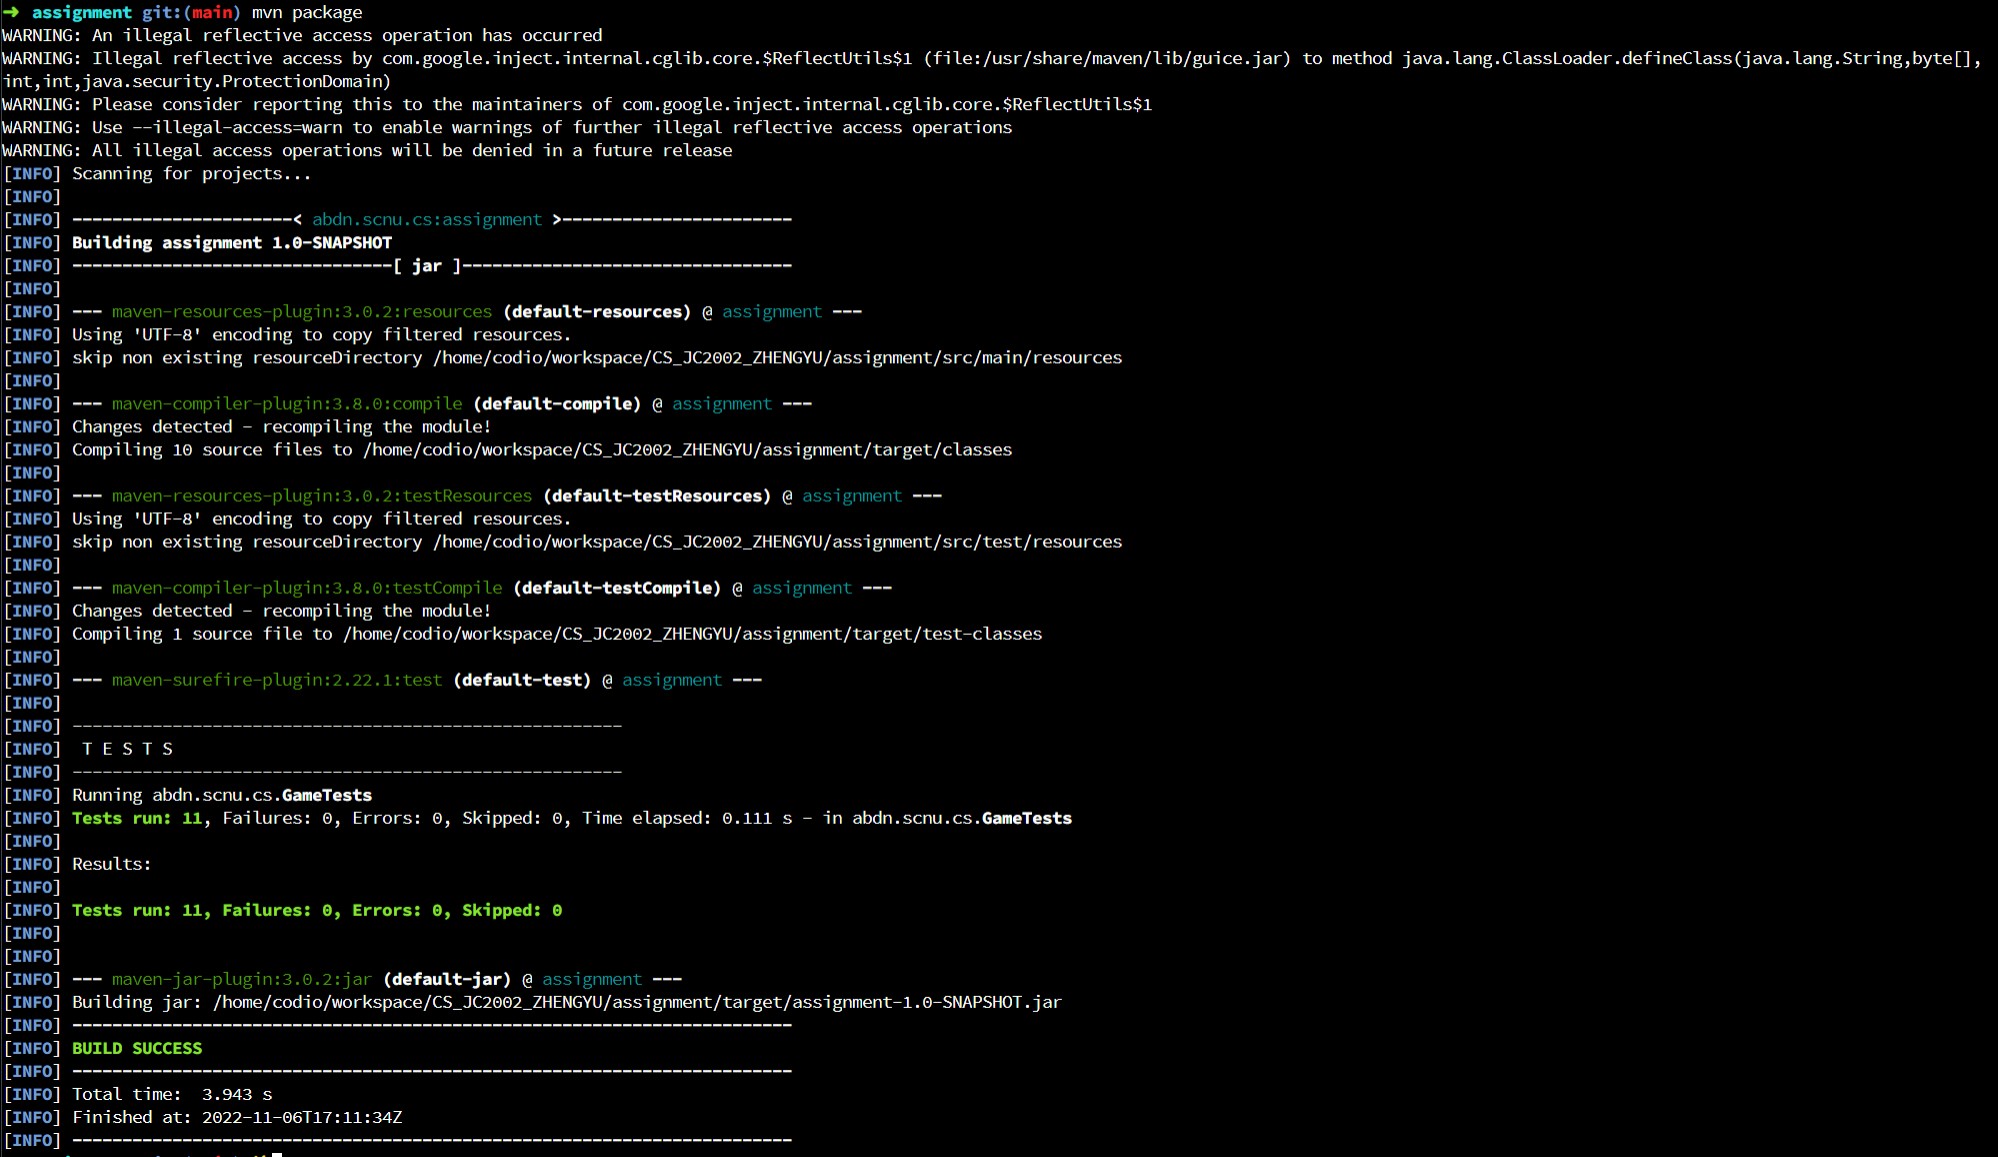 ➜ assignment git:(main) mvn package
WARNING: An illegal reflective access operation has occurred
WARNING: Illegal reflective access by com.google.inject.internal.cglib.core.$ReflectUtils$1 (file:/usr/share/maven/lib/guice.jar) to method java.lang.ClassLoader.defineClass(java.lang.String,byte[],
int,int,java.security.ProtectionDomain)
WARNING: Please consider reporting this to the maintainers of com.google.inject.internal.cglib.core.$ReflectUtils$1
WARNING: Use --illegal-access=warn to enable warnings of further illegal reflective access operations
WARNING: All illegal access operations will be denied in a future release
[INFO] Scanning for projects...
[INFO]
[INFO] ----------------------< abdn.scnu.cs:assignment >-----------------------
[INFO] Building assignment 1.0-SNAPSHOT
[INFO] --------------------------------[ jar ]---------------------------------
[INFO]
[INFO] --- maven-resources-plugin:3.0.2:resources (default-resources) @ assignment ---
[INFO] Using 'UTF-8' encoding to copy filtered resources.
[INFO] skip non existing resourceDirectory /home/codio/workspace/CS_JC2002_ZHENGYU/assignment/src/main/resources
[INFO]
[INFO] --- maven-compiler-plugin:3.8.0:compile (default-compile) @ assignment ---
[INFO] Changes detected - recompiling the module!
[INFO] Compiling 10 source files to /home/codio/workspace/CS_JC2002_ZHENGYU/assignment/target/classes
[INFO]
[INFO] --- maven-resources-plugin:3.0.2:testResources (default-testResources) @ assignment ---
[INFO] Using 'UTF-8' encoding to copy filtered resources.
[INFO] skip non existing resourceDirectory /home/codio/workspace/CS_JC2002_ZHENGYU/assignment/src/test/resources
[INFO]
[INFO] --- maven-compiler-plugin:3.8.0:testCompile (default-testCompile) @ assignment ---
[INFO] Changes detected - recompiling the module!
[INFO] Compiling 1 source file to /home/codio/workspace/CS_JC2002_ZHENGYU/assignment/target/test-classes
[INFO]
[INFO] --- maven-surefire-plugin:2.22.1:test (default-test) @ assignment ---
[INFO]
[INFO] -------------------------------------------------------
[INFO]  T E S T S
[INFO] -------------------------------------------------------
[INFO] Running abdn.scnu.cs.GameTests
[INFO] Tests run: 11, Failures: 0, Errors: 0, Skipped: 0, Time elapsed: 0.111 s - in abdn.scnu.cs.GameTests
[INFO]
[INFO] Results:
[INFO]
[INFO] Tests run: 11, Failures: 0, Errors: 0, Skipped: 0
[INFO]
[INFO]
[INFO] --- maven-jar-plugin:3.0.2:jar (default-jar) @ assignment ---
[INFO] Building jar: /home/codio/workspace/CS_JC2002_ZHENGYU/assignment/target/assignment-1.0-SNAPSHOT.jar
[INFO] ------------------------------------------------------------------------
[INFO] BUILD SUCCESS
[INFO] ------------------------------------------------------------------------
[INFO] Total time:  3.943 s
[INFO] Finished at: 2022-11-06T17:11:34Z
[INFO] ------------------------------------------------------------------------